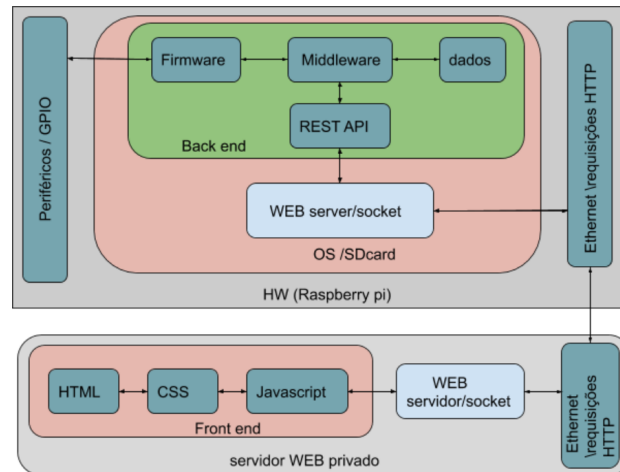 Periféricos / GPIO
Firmware
Middleware
dados
REST API
Back end
WEB server/socket
OS /SDcard
HW (Raspberry pi)
Ethernet \requisições HTTP
HTML
CSS
Javascript
Front end
WEB
servidor/socket
Ethernet
\requisições
HTTP
servidor WEB privado